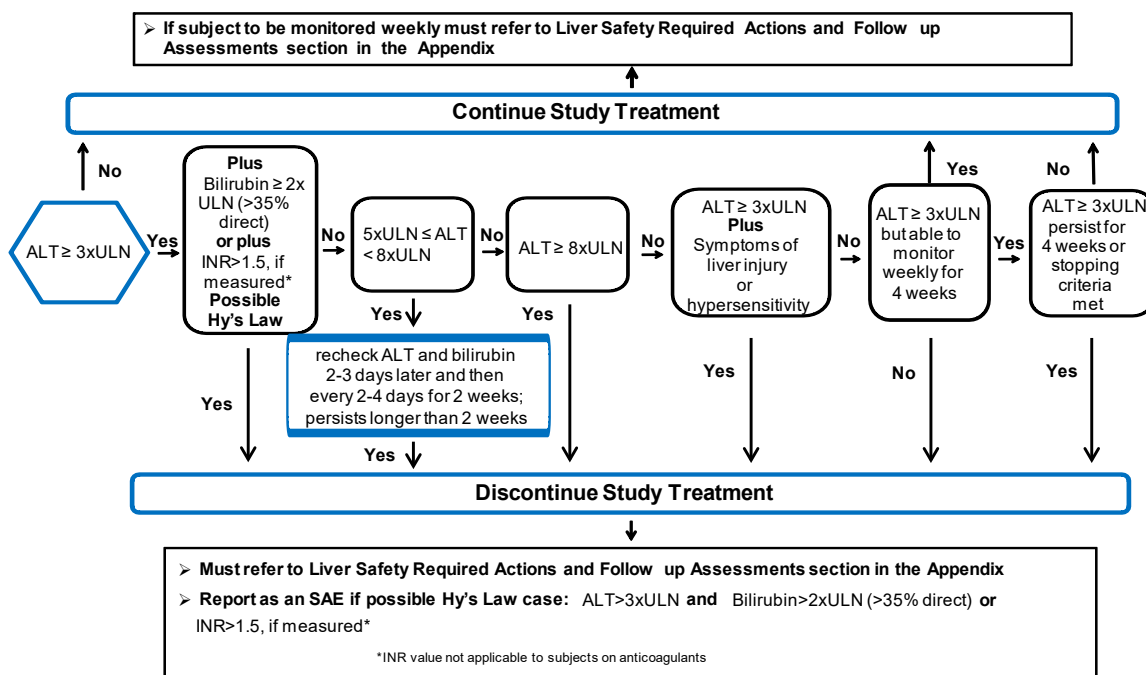 ➢ If subject to be monitored weekly must refer to Liver Safety Required Actions and Follow up
Assessments section in the Appendix
Continue Study Treatment
No
ALT ≥ 3xULN
Yes
Plus
Bilirubin ≥ 2x
ULN (>35%
direct)
or plus
INR>1.5, if
measured*
Possible
Hy's Law
No
5xULN ≤ ALT
< 8xULN
No
ALT ≥ 8xULN
No
ALT ≥ 3xULN
Plus
Symptoms of
liver injury
or
hypersensitivity
No
Yes
ALT ≥ 3xULN
but able to
monitor
weekly for
4 weeks
Yes
No
ALT ≥ 3xULN
persist for
4 weeks or
stopping
criteria
met
Yes
Yes
recheck ALT and bilirubin
2-3 days later and then
every 2-4 days for 2 weeks;
persists longer than 2 weeks
Yes
Yes
Yes
No
Yes
Discontinue Study Treatment
➢ Must refer to Liver Safety Required Actions and Follow up Assessments section in the Appendix
➢ Report as an SAE if possible Hy's Law case: ALT>3xULN and Bilirubin>2xULN (>35% direct) or
INR>1.5, if measured*
*INR value not applicable to subjects on anticoagulants